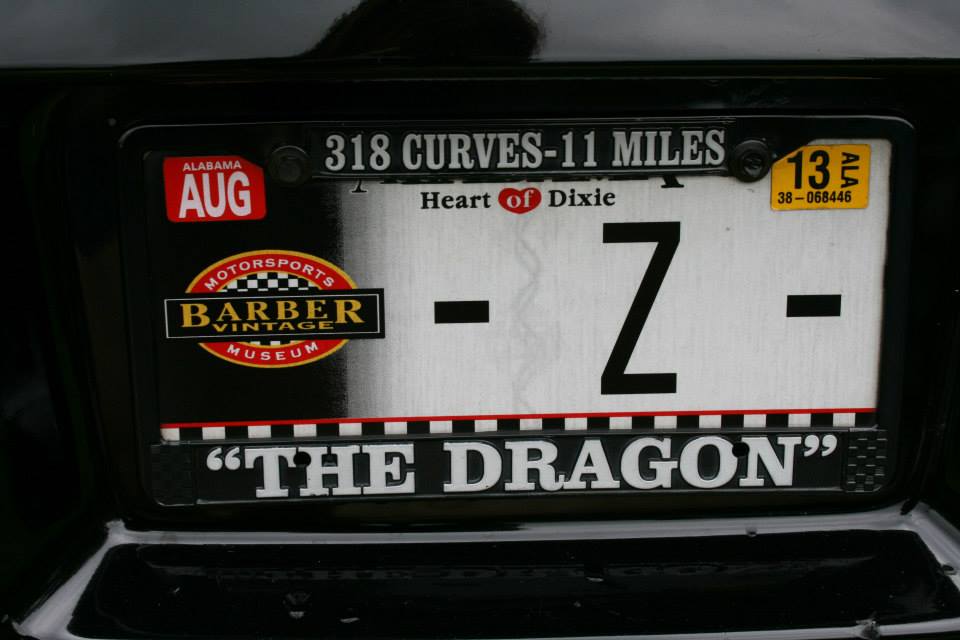 318 CURVES-11 MILES
ALABAMA
AUG
Heart of Dixie
13 ALA
38-068446
MOTORSPORTS
BARBER
VINTAGE
MUSEUM
- Z -
“THE DRAGON”